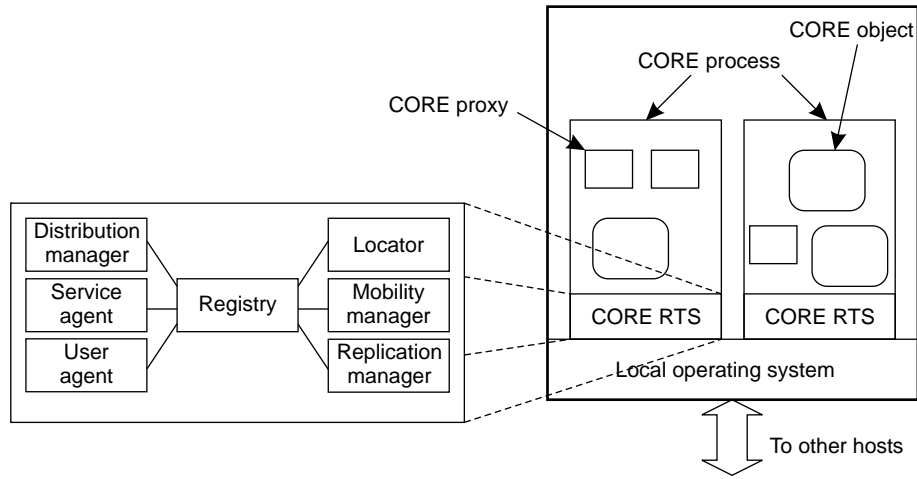 CORE object
CORE process
CORE proxy
Distribution
manager
Locator
Service
agent
Registry
Mobility
manager
User
agent
Replication
manager
CORE RTS
CORE RTS
Local operating system
To other hosts